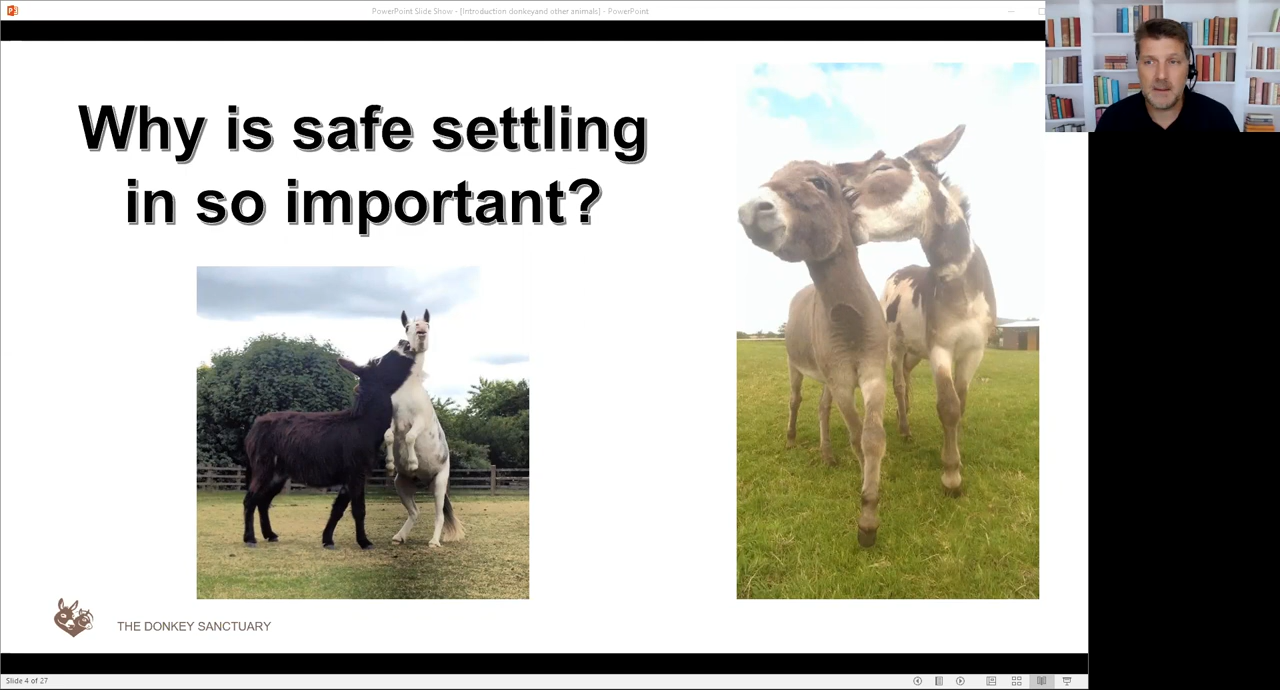 PowerPoint Slide Show - [Introduction donkeyand other animals] - PowerPoint
Why is safe settling
in so important?
THE DONKEY SANCTUARY
Slide 4 of 27